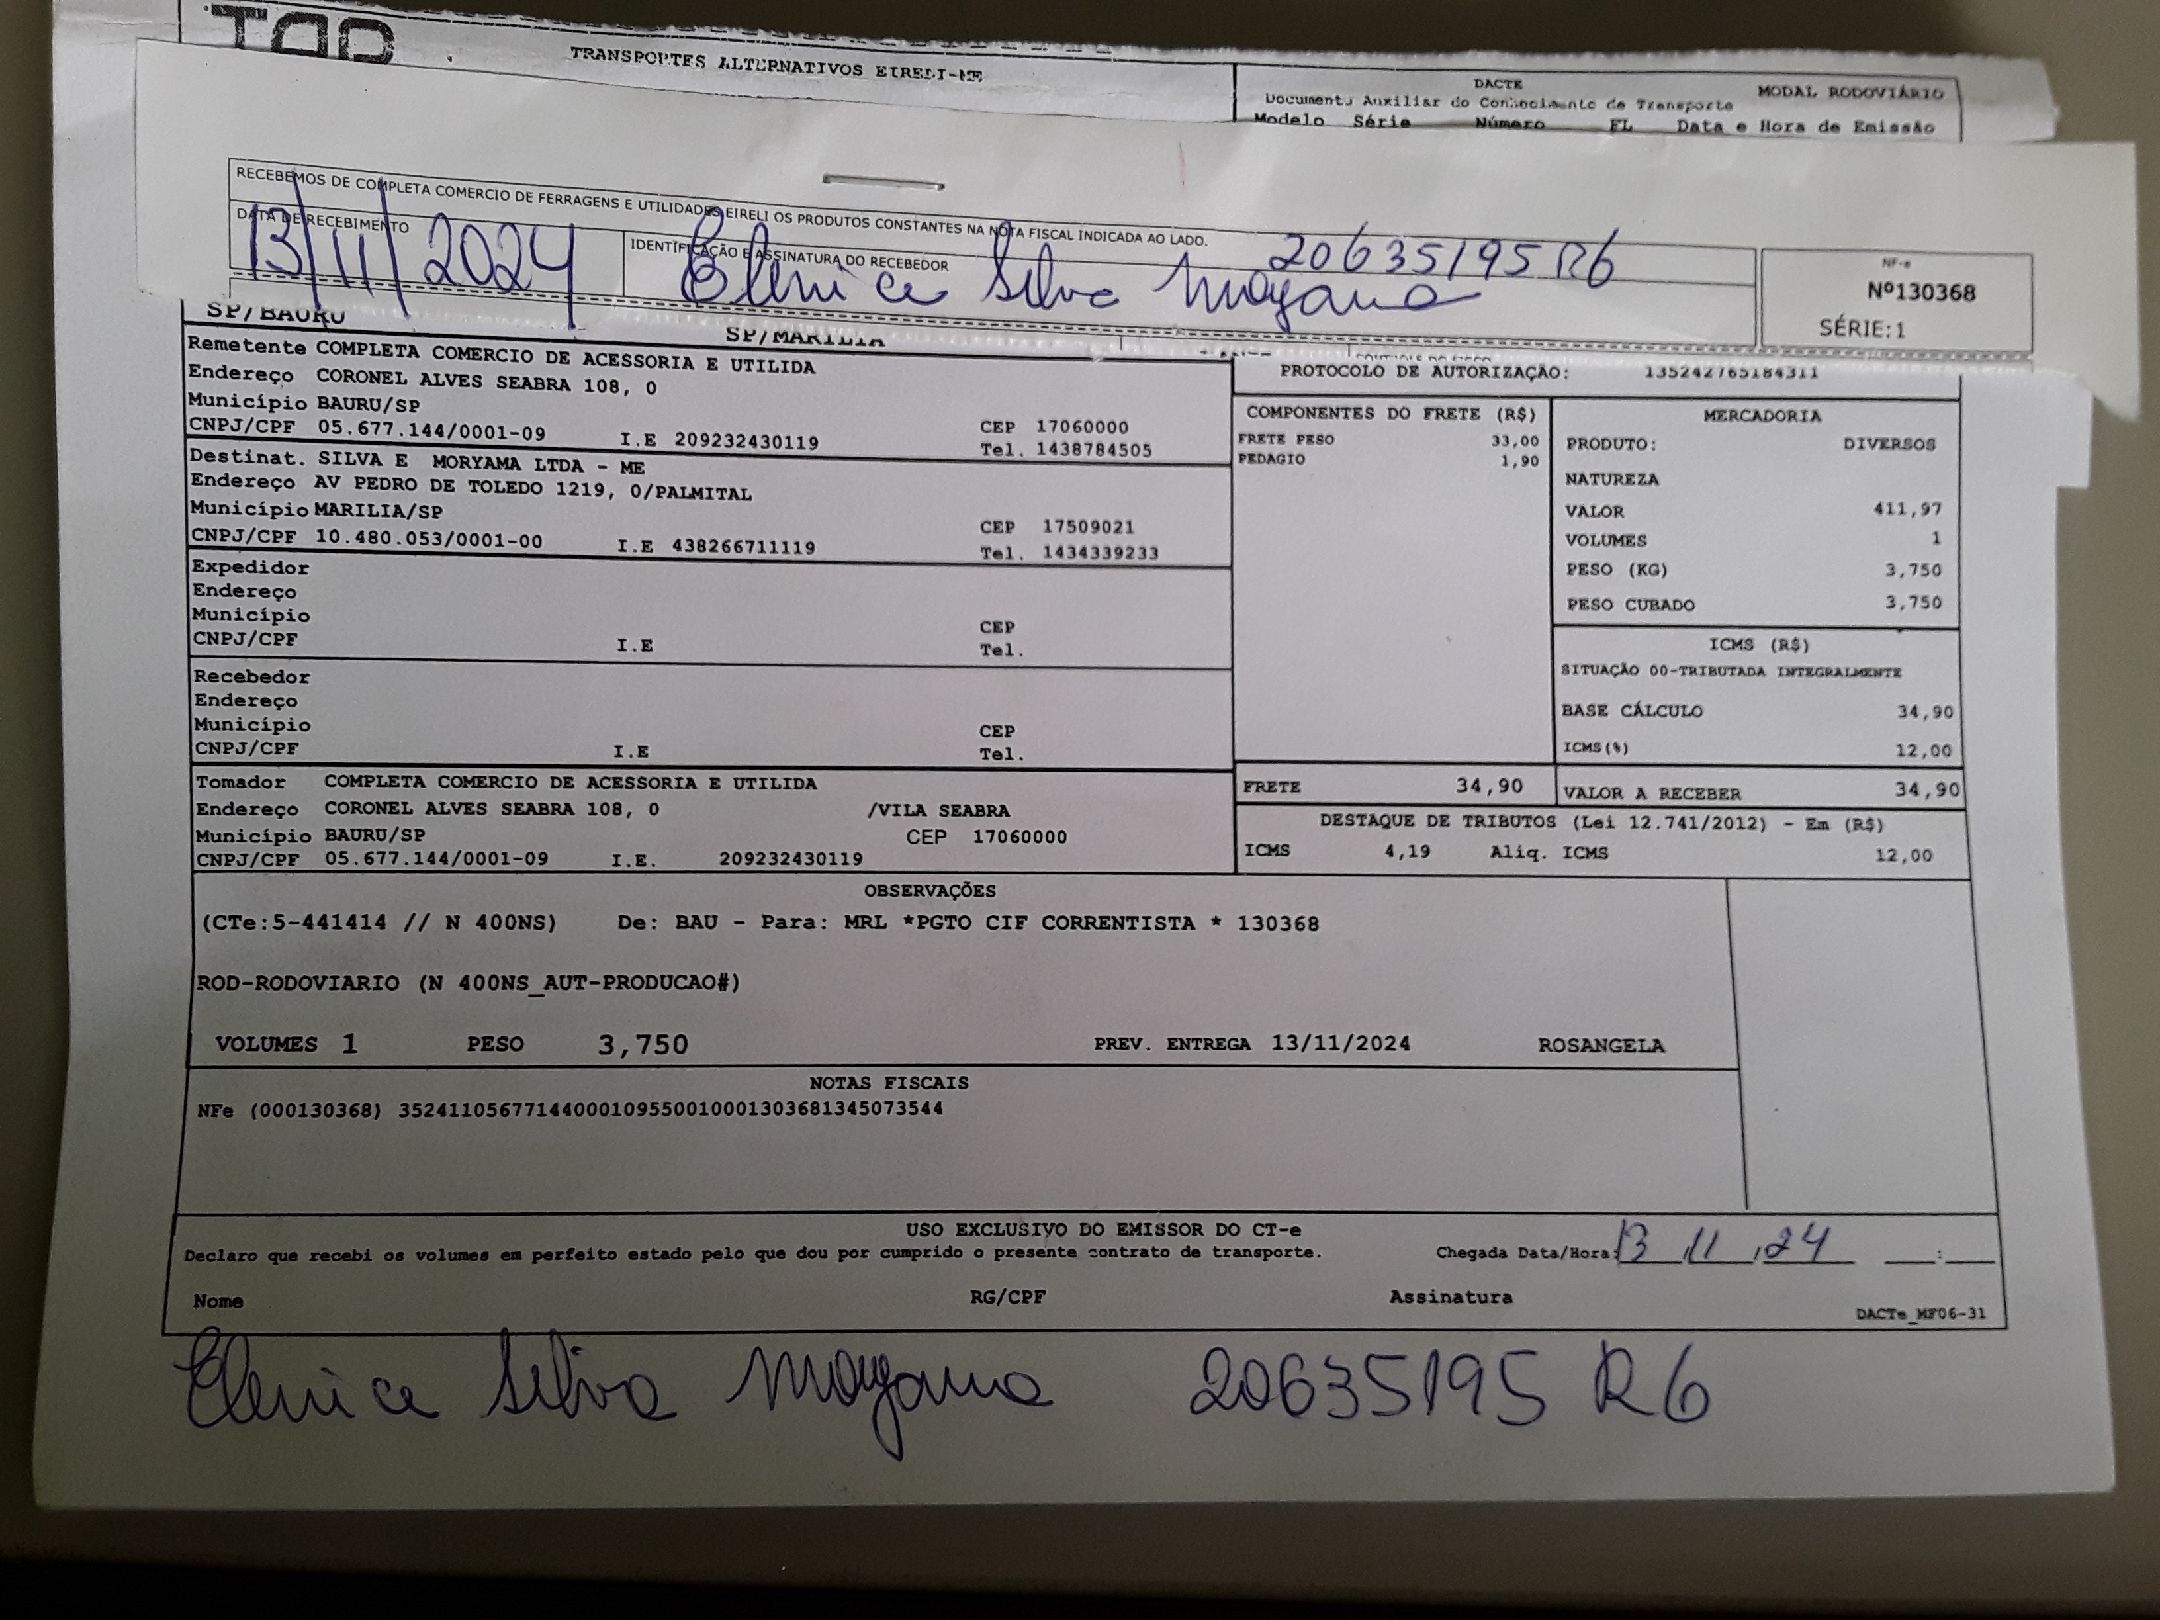 TRANSPORTES ALTERNATIVOS EIRELI-ME
DACTE
MODAL RODOVIÁRIO
Documento Auxiliar do Conhecimento de Transporte
Modelo Série Número FL Data e Hora de Emissão
RECEBEMOS DE COMPLETA COMERCIO DE FERRAGENS E UTILIDADES EIRELI OS PRODUTOS CONSTANTES NA NOTA FISCAL INDICADA AO LADO.
DATA DE RECEBIMENTO
13/11/2024
IDENTIFICAÇÃO E ASSINATURA DO RECEBEDOR
20635195 R6
Elenice Silva Moryama
NF-e
Nº130368
SÉRIE:1
SP/BAURU
SP/MARILIA
Remetente COMPLETA COMERCIO DE ACESSORIA E UTILIDA
Endereço CORONEL ALVES SEABRA 108, 0
Município BAURU/SP
CEP 17060000
CNPJ/CPF 05.677.144/0001-09 I.E 209232430119
Tel. 1438784505
Destinat. SILVA E MORYAMA LTDA - ME
Endereço AV PEDRO DE TOLEDO 1219, 0/PALMITAL
Município MARILIA/SP
CEP 17509021
CNPJ/CPF 10.480.053/0001-00 I.E 438266711119
Tel. 1434339233
Expedidor
Endereço
Município
CEP
CNPJ/CPF I.E
Tel.
Recebedor
Endereço
Município
CEP
CNPJ/CPF I.E
Tel.
Tomador COMPLETA COMERCIO DE ACESSORIA E UTILIDA
Endereço CORONEL ALVES SEABRA 108, 0 /VILA SEABRA
Município BAURU/SP CEP 17060000
CNPJ/CPF 05.677.144/0001-09 I.E. 209232430119
PROTOCOLO DE AUTORIZAÇÃO: 135242765184311
COMPONENTES DO FRETE (R$)
FRETE PESO 33,00
PEDAGIO 1,90
MERCADORIA
PRODUTO: DIVERSOS
NATUREZA
VALOR 411,97
VOLUMES 1
PESO (KG) 3,750
PESO CUBADO 3,750
ICMS (R$)
SITUAÇÃO 00-TRIBUTADA INTEGRALMENTE
BASE CÁLCULO 34,90
ICMS(%) 12,00
FRETE 34,90
VALOR A RECEBER 34,90
DESTAQUE DE TRIBUTOS (Lei 12.741/2012) - Em (R$)
ICMS 4,19 Aliq. ICMS 12,00
OBSERVAÇÕES
(CTe:5-441414 // N 400NS) De: BAU - Para: MRL *PGTO CIF CORRENTISTA * 130368
ROD-RODOVIARIO (N 400NS_AUT-PRODUCAO#)
VOLUMES 1 PESO 3,750 PREV. ENTREGA 13/11/2024 ROSANGELA
NOTAS FISCAIS
NFe (000130368) 35241105677144000109550010001303681345073544
USO EXCLUSIVO DO EMISSOR DO CT-e
Declaro que recebi os volumes em perfeito estado pelo que dou por cumprido o presente contrato de transporte. Chegada Data/Hora: 13/11/24 :
Nome RG/CPF Assinatura
DACTe_MF06-31
Elenice Silva Moryama 20635195 R6